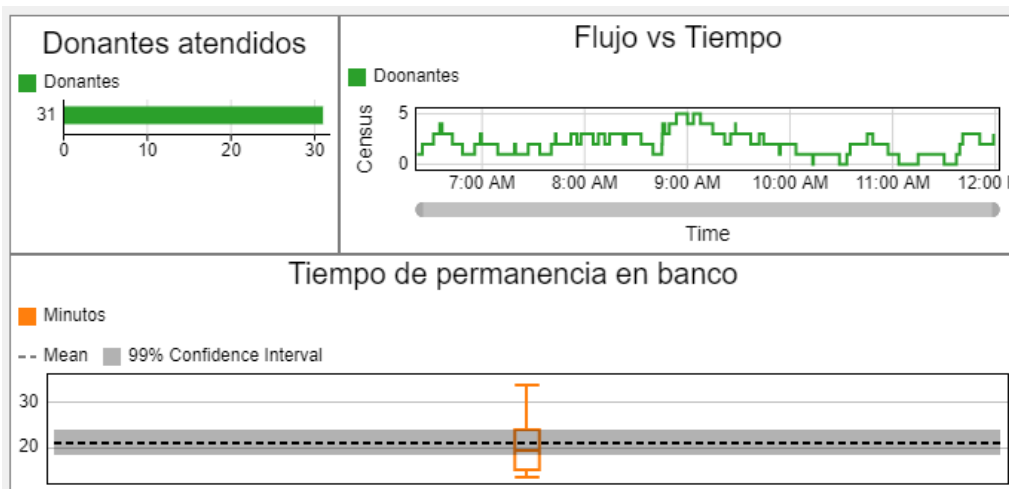 Donantes atendidos
Donantes
31
0 10 20 30
Flujo vs Tiempo
Doonantes
Census
5
0
7:00 AM 8:00 AM 9:00 AM 10:00 AM 11:00 AM 12:00
Time
Tiempo de permanencia en banco
Minutos
-- Mean 99% Confidence Interval
30
20